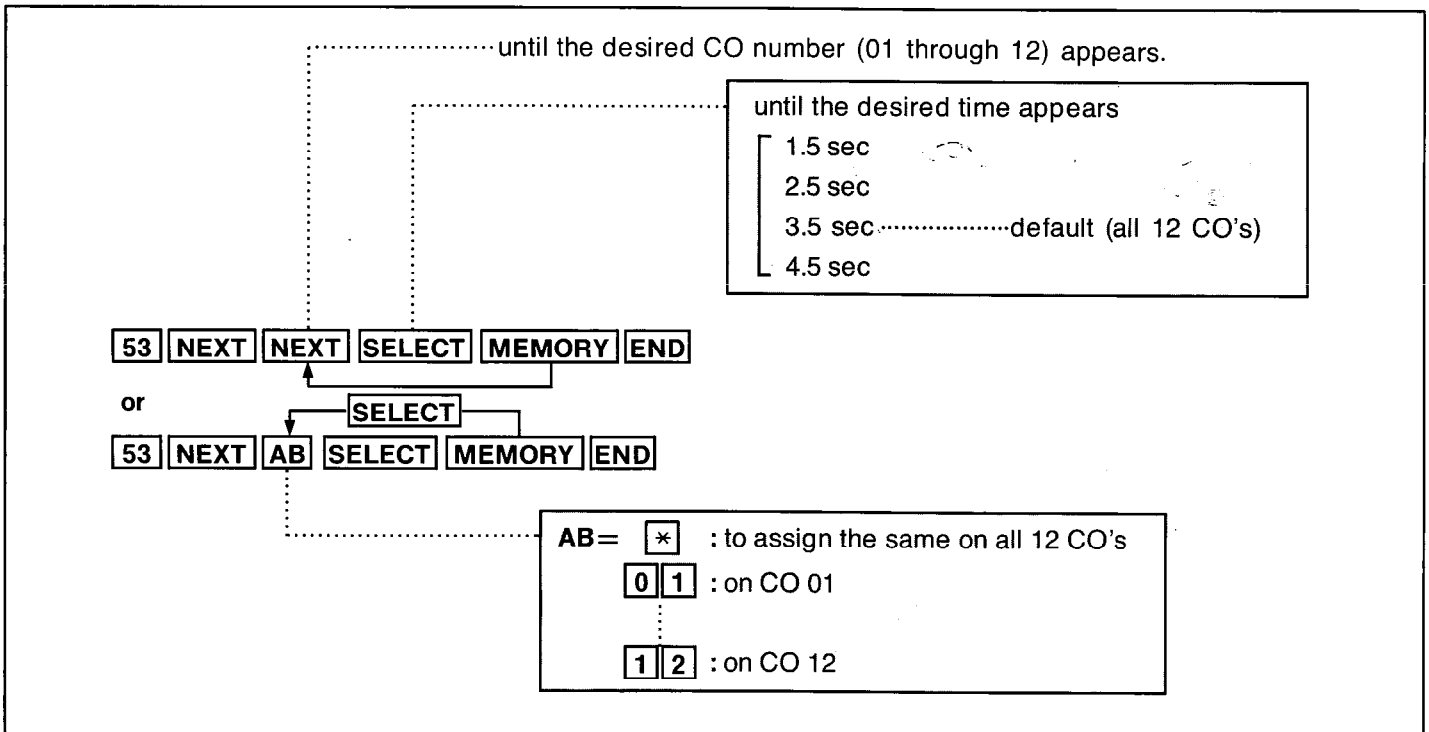 until the desired CO number (01 through 12) appears.
until the desired time appears
1.5 sec
2.5 sec
3.5 sec default (all 12 CO's)
4.5 sec
53 NEXT NEXT SELECT MEMORY END
or
SELECT
53 NEXT AB SELECT MEMORY END
AB= * : to assign the same on all 12 CO's
0 1 : on CO 01
1 2 : on CO 12